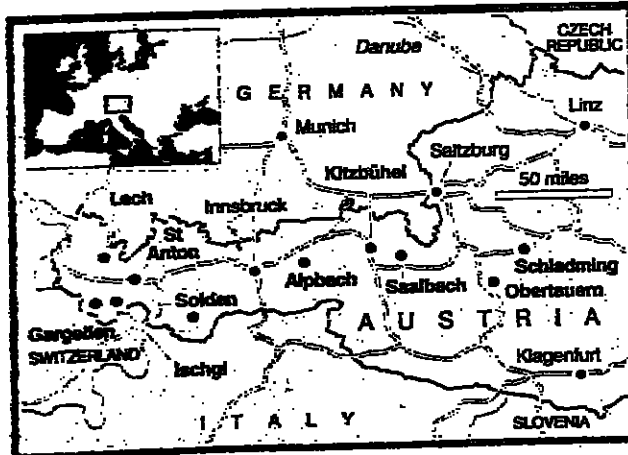 CZECH
REPUBLIC
Danube
GERMANY
Linz
Munich
Kitzbühel
Saltzburg
50 miles
Lech
Innsbruck
St
Anton
Alpbach
Saalbach
Schladming
Obertauern
Solden
Gargellen
AUSTRIA
SWITZERLAND
Ischgl
Klagenfurt
ITALY
SLOVENIA